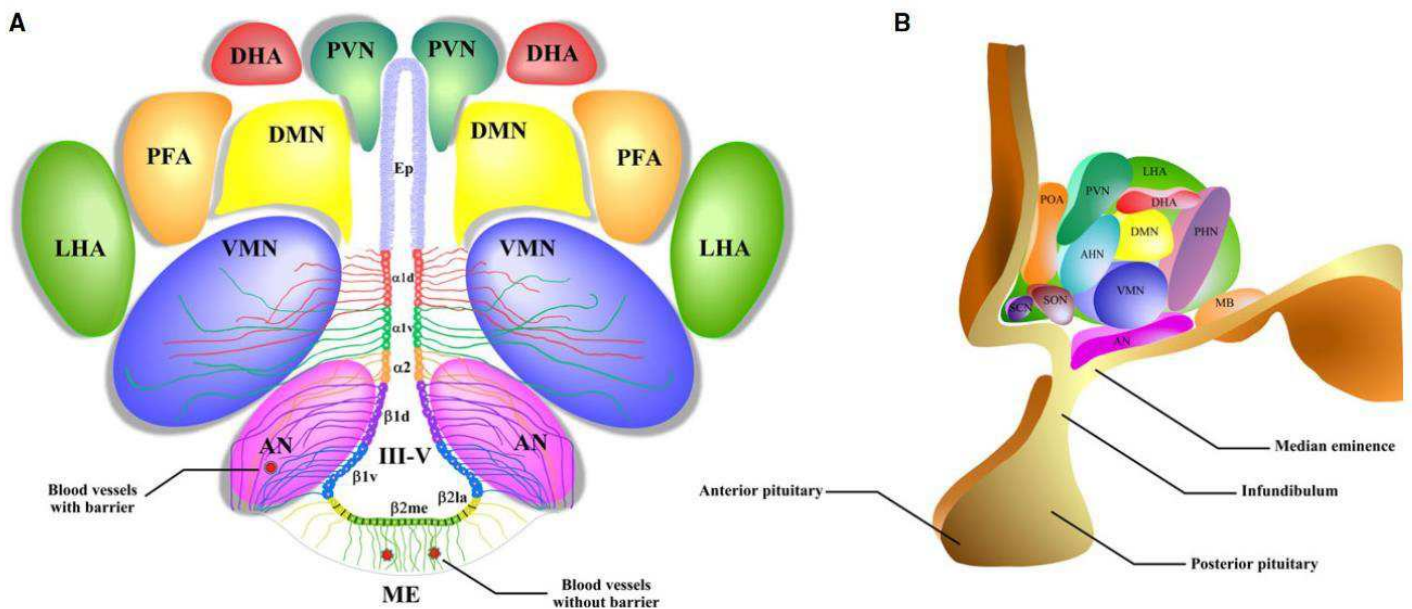 A
B
DHA
PVN
PVN
DHA
PFA
DMN
DMN
PFA
Ep
LHA
VMN
VMN
LHA
α1d
α1v
α2
β1d
AN
AN
III-V
β1v
β2la
β2me
Blood vessels
with barrier
Blood vessels
without barrier
ME
LHA
PVN
POA
DHA
DMN
PHN
AHN
VMN
SCN
SON
MB
AN
Median eminence
Infundibulum
Anterior pituitary
Posterior pituitary